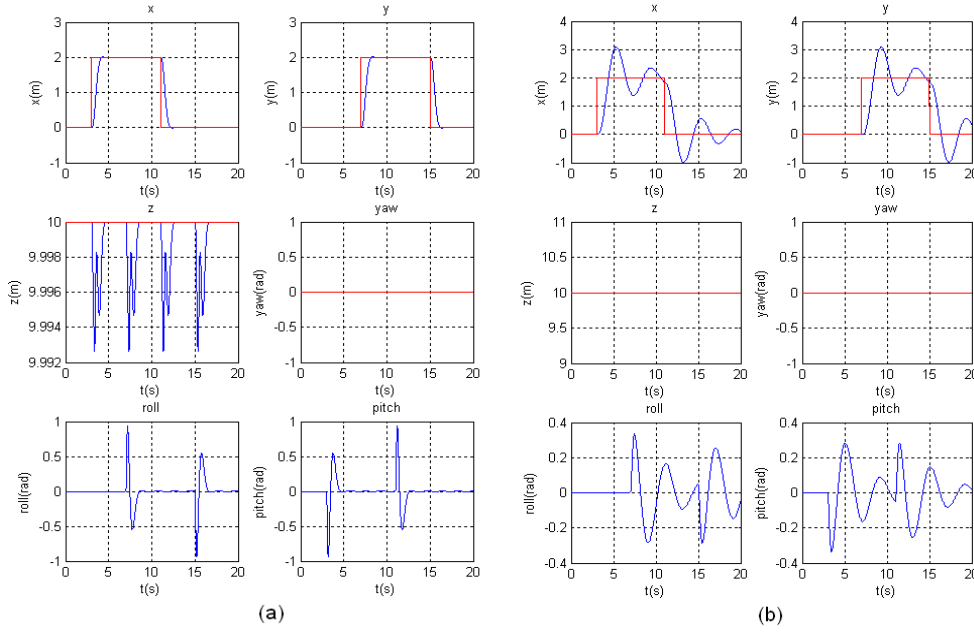 x
3
2
1
0
-1
x(m)
0 5 10 15 20
t(s)
y
3
2
1
0
-1
y(m)
0 5 10 15 20
t(s)
z
10
9.998
9.996
9.994
9.992
z(m)
0 5 10 15 20
t(s)
yaw
1
0.5
0
-0.5
-1
yaw(rad)
0 5 10 15 20
t(s)
roll
1
0.5
0
-0.5
-1
roll(rad)
0 5 10 15 20
t(s)
pitch
1
0.5
0
-0.5
-1
pitch(rad)
0 5 10 15 20
t(s)
(a)
x
4
3
2
1
0
-1
x(m)
0 5 10 15 20
t(s)
y
4
3
2
1
0
-1
y(m)
0 5 10 15 20
t(s)
z
11
10.5
10
9.5
9
z(m)
0 5 10 15 20
t(s)
yaw
1
0.5
0
-0.5
-1
yaw(rad)
0 5 10 15 20
t(s)
roll
0.4
0.2
0
-0.2
-0.4
roll(rad)
0 5 10 15 20
t(s)
pitch
0.4
0.2
0
-0.2
-0.4
pitch(rad)
0 5 10 15 20
t(s)
(b)